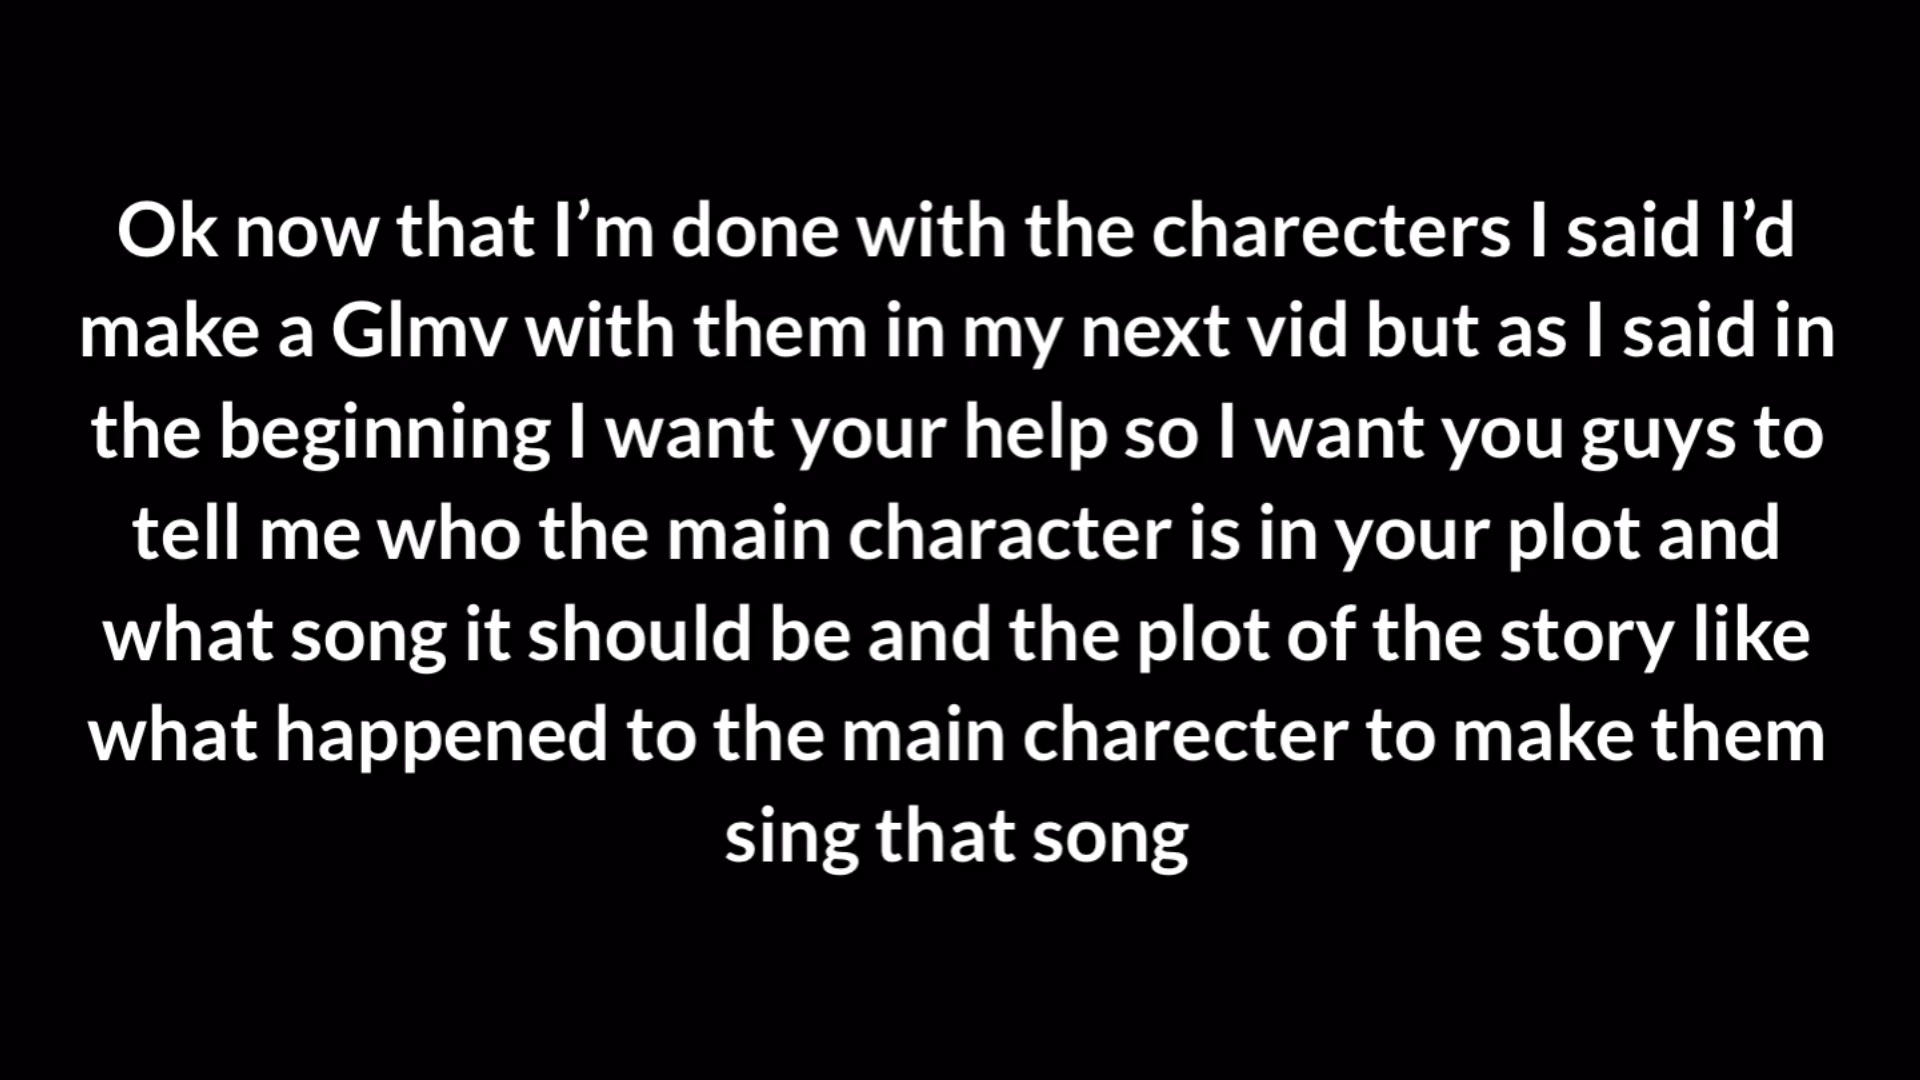 Ok now that I’m done with the charecters I said I’d
make a Glmv with them in my next vid but as I said in
the beginning I want your help so I want you guys to
tell me who the main character is in your plot and
what song it should be and the plot of the story like
what happened to the main charecter to make them
sing that song